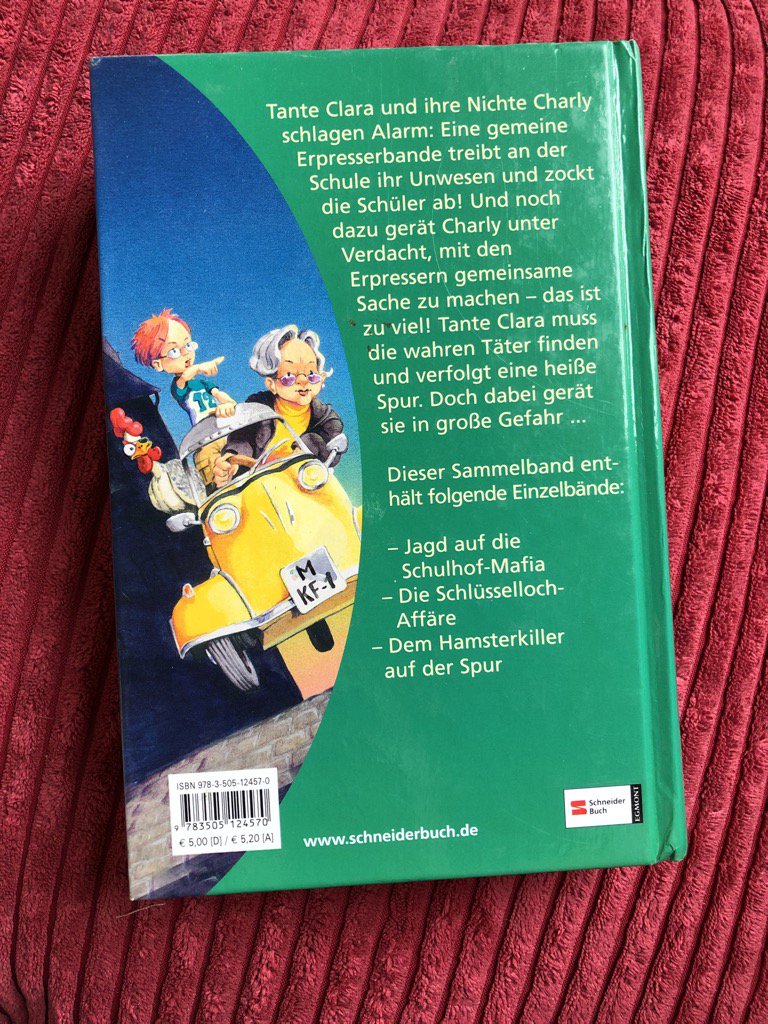 Tante Clara und ihre Nichte Charly
schlagen Alarm: Eine gemeine
Erpresserbande treibt an der
Schule ihr Unwesen und zockt
die Schüler ab! Und noch
dazu gerät Charly unter
Verdacht, mit den
Erpressern gemeinsame
Sache zu machen – das ist
zu viel! Tante Clara muss
die wahren Täter finden
und verfolgt eine heiße
Spur. Doch dabei gerät
sie in große Gefahr ...
Dieser Sammelband ent-
hält folgende Einzelbände:
– Jagd auf die
Schulhof-Mafia
– Die Schlüsselloch-
Affäre
– Dem Hamsterkiller
auf der Spur
M
KF-1
ISBN 978-3-505-12457-0
9 783505 124570
€ 5,00 [D] / € 5,20 [A]
www.schneiderbuch.de
Schneider
Buch
EGMONT